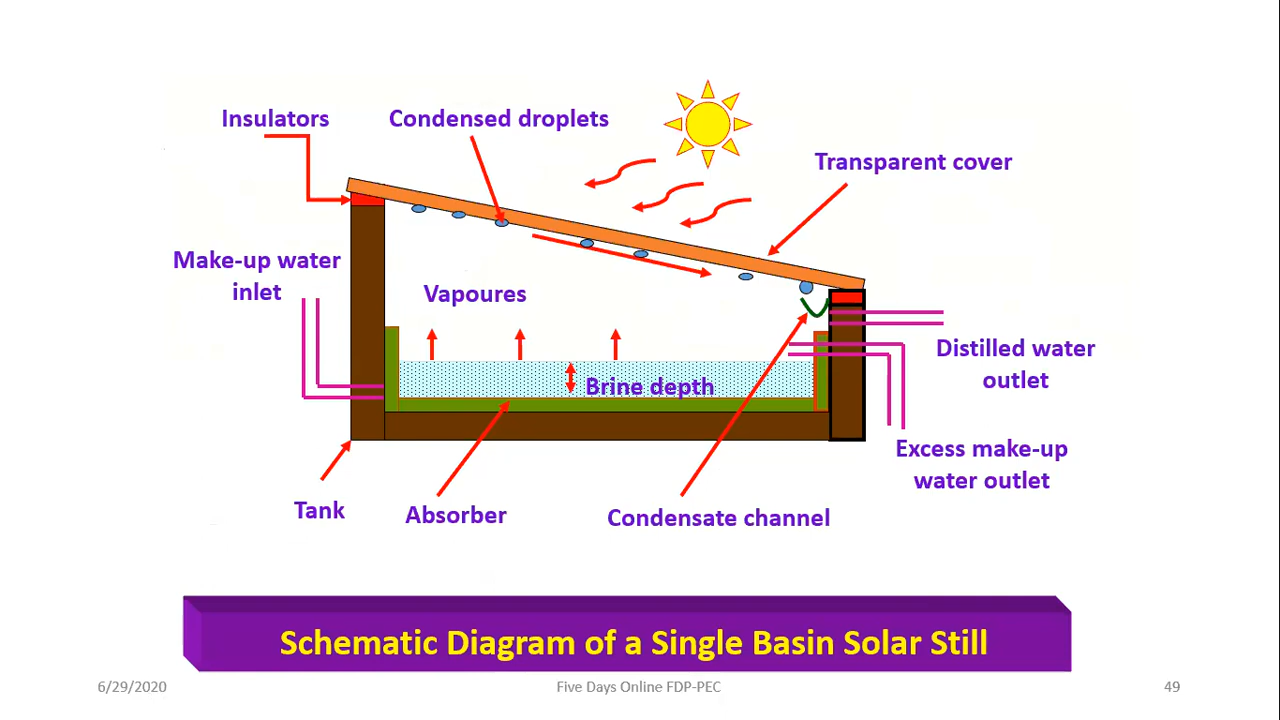 Insulators
Condensed droplets
Transparent cover
Make-up water
inlet
Vapoures
Brine depth
Distilled water
outlet
Excess make-up
water outlet
Tank
Absorber
Condensate channel
Schematic Diagram of a Single Basin Solar Still
6/29/2020
Five Days Online FDP-PEC
49